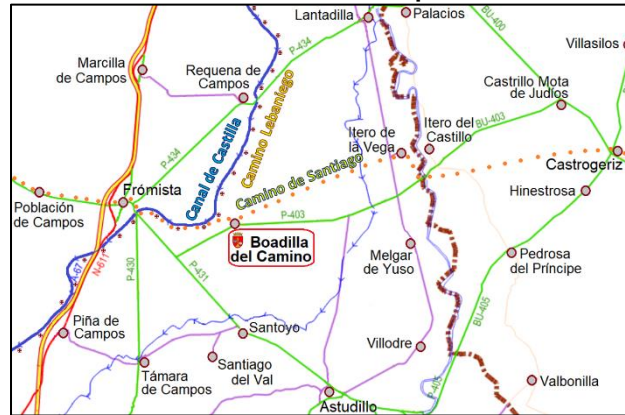 Lantadilla
Palacios
BU-400
Villasilos
Marcilla
de Campos
P-434
Requena de
Campos
Castrillo Mota
de Judíos
BU-403
Camino Lebaniego
Canal de Castilla
P-434
Itero de
la Vega
Itero del
Castillo
Castrogeriz
Camino de Santiago
Población
de Campos
Frómista
Hinestrosa
P-403
Boadilla
del Camino
A-67
N-611
P-430
P-431
Melgar
de Yuso
Pedrosa
del Príncipe
BU-405
Piña de
Campos
Santoyo
Villodre
Támara
de Campos
Santiago
del Val
P-405
Valbonilla
Astudillo